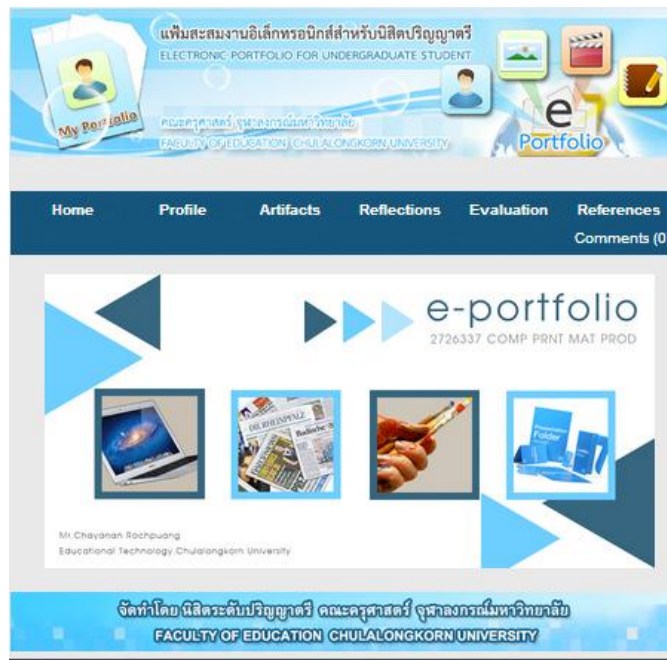 แฟ้มสะสมงานอิเล็กทรอนิกส์สำหรับนิสิตปริญญาตรี
ELECTRONIC PORTFOLIO FOR UNDERGRADUATE STUDENT
My Portfolio
คณะครุศาสตร์ จุฬาลงกรณ์มหาวิทยาลัย
FACULTY OF EDUCATION CHULALONGKORN UNIVERSITY
e
Portfolio
Home Profile Artifacts Reflections Evaluation References
Comments (0
e-portfolio
2726337 COMP PRNT MAT PROD
DIE RHEINPFALZ
Badische
Presentation
Folder
Mr.Chayanan Rochpuang
Educational Technology.Chulalongkorn University
จัดทำโดย นิสิตระดับปริญญาตรี คณะครุศาสตร์ จุฬาลงกรณ์มหาวิทยาลัย
FACULTY OF EDUCATION CHULALONGKORN UNIVERSITY